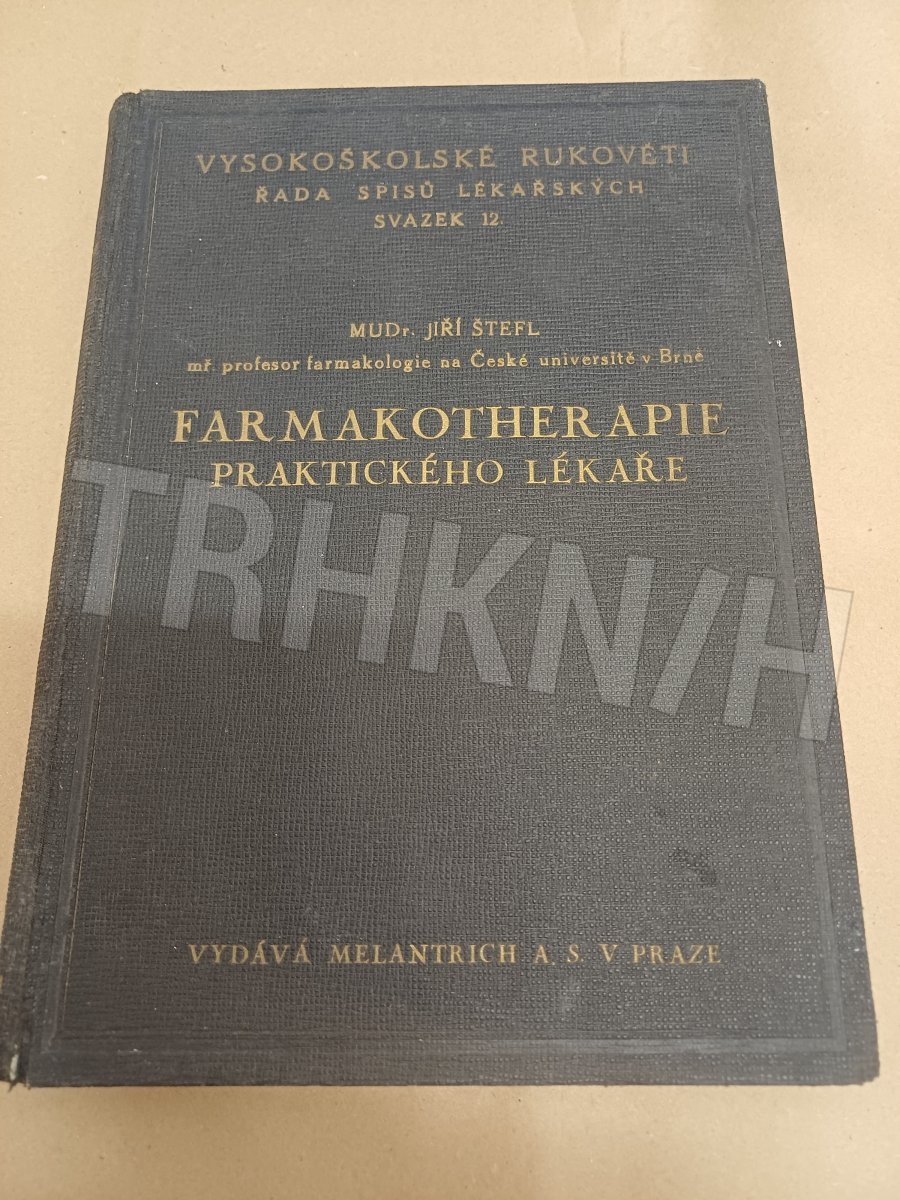 VYSOKOŠKOLSKÉ RUKOVĚTI
ŘADA SPISŮ LÉKAŘSKÝCH
SVAZEK 12.
MUDr. JIŘÍ ŠTEFL
mř. profesor farmakologie na České universitě v Brně
FARMAKOTHERAPIE
PRAKTICKÉHO LÉKAŘE
TRHKNIH
VYDÁVÁ MELANTRICH A. S. V PRAZE